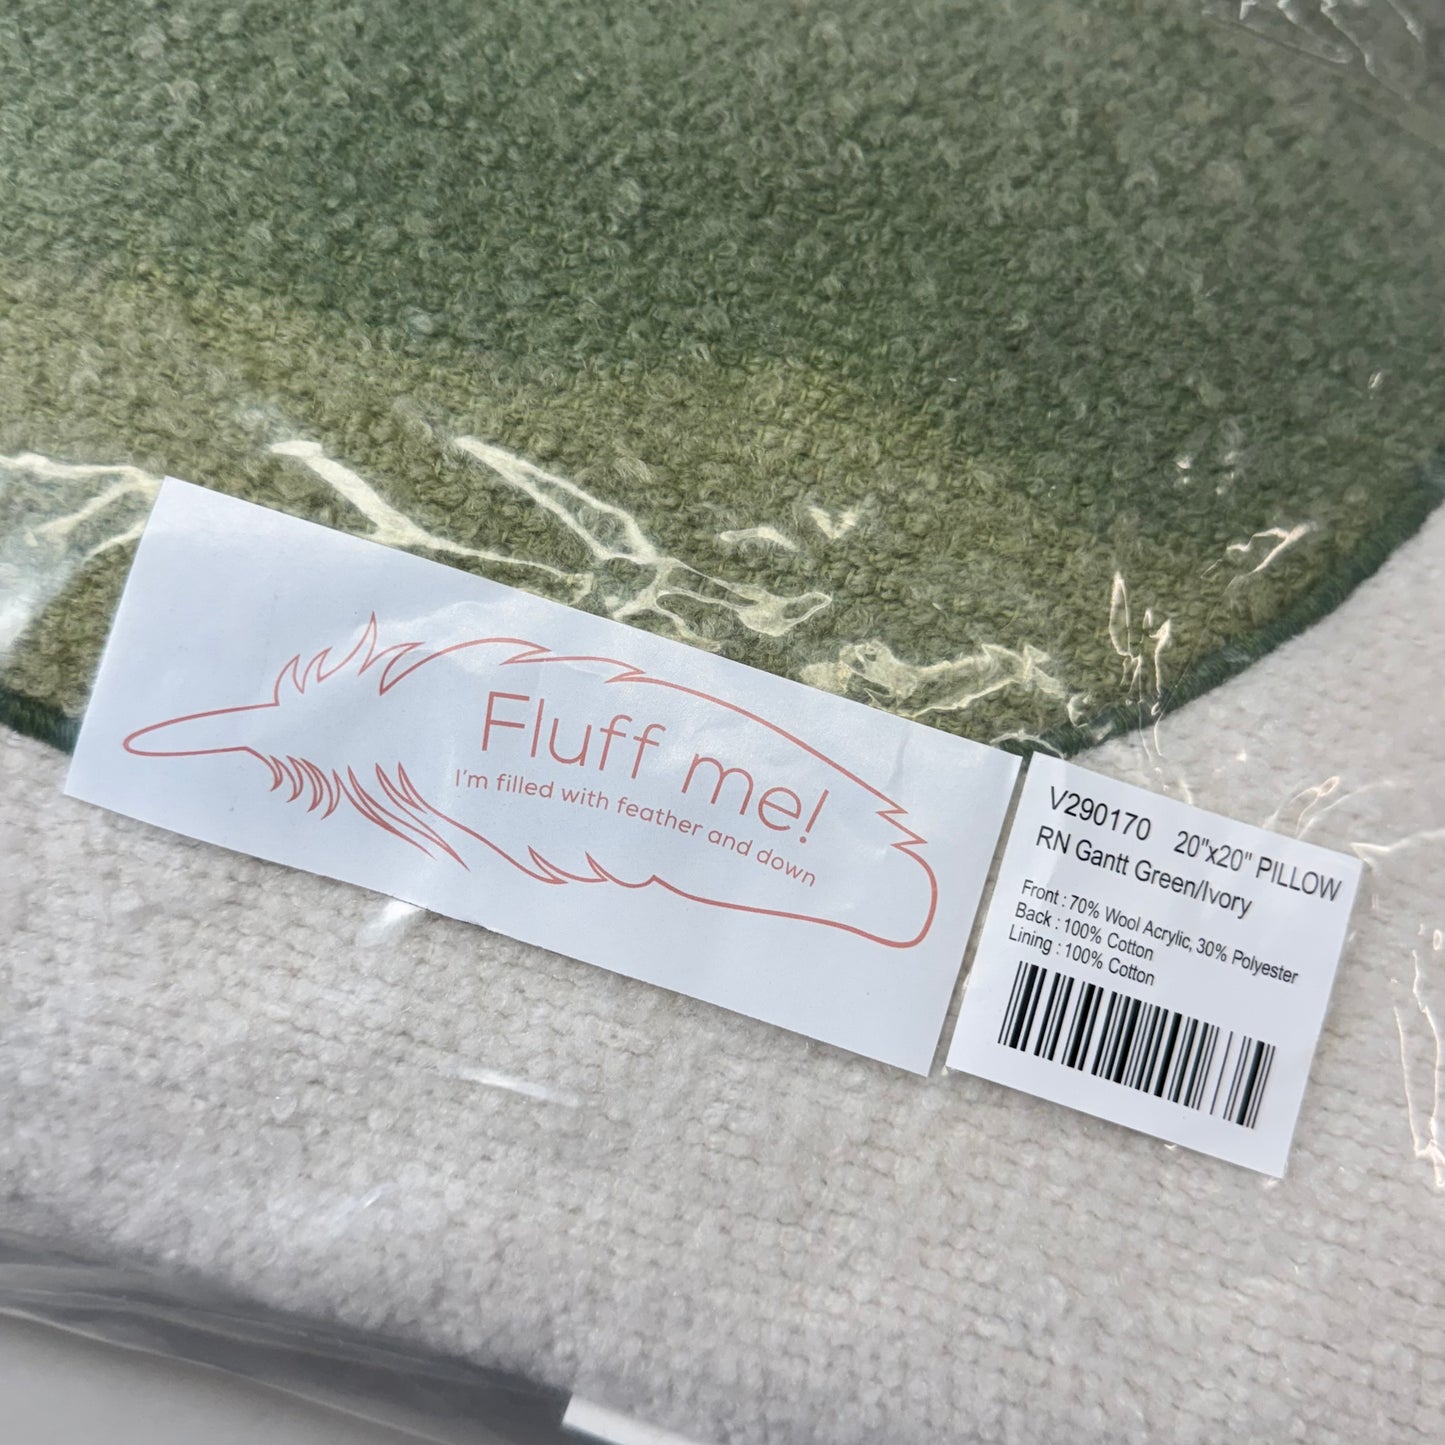 Fluff me!
I'm filled with feather and down
V290170 20"x20" PILLOW
RN Gantt Green/Ivory
Front : 70% Wool Acrylic, 30% Polyester
Back : 100% Cotton
Lining : 100% Cotton